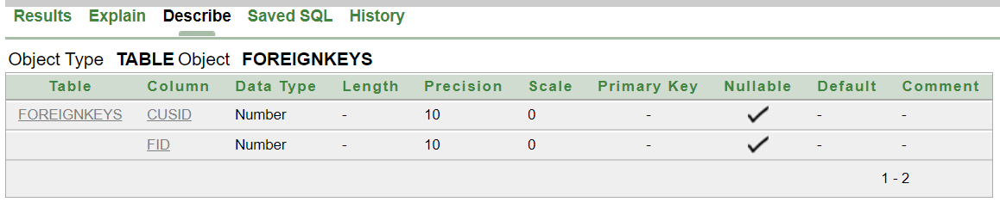 Results Explain Describe Saved SQL History
Object Type TABLE Object FOREIGNKEYS
Table Column Data Type Length Precision Scale Primary Key Nullable Default Comment
FOREIGNKEYS CUSID Number - 10 0 - ✓ - -
FID Number - 10 0 - ✓ - -
1 - 2